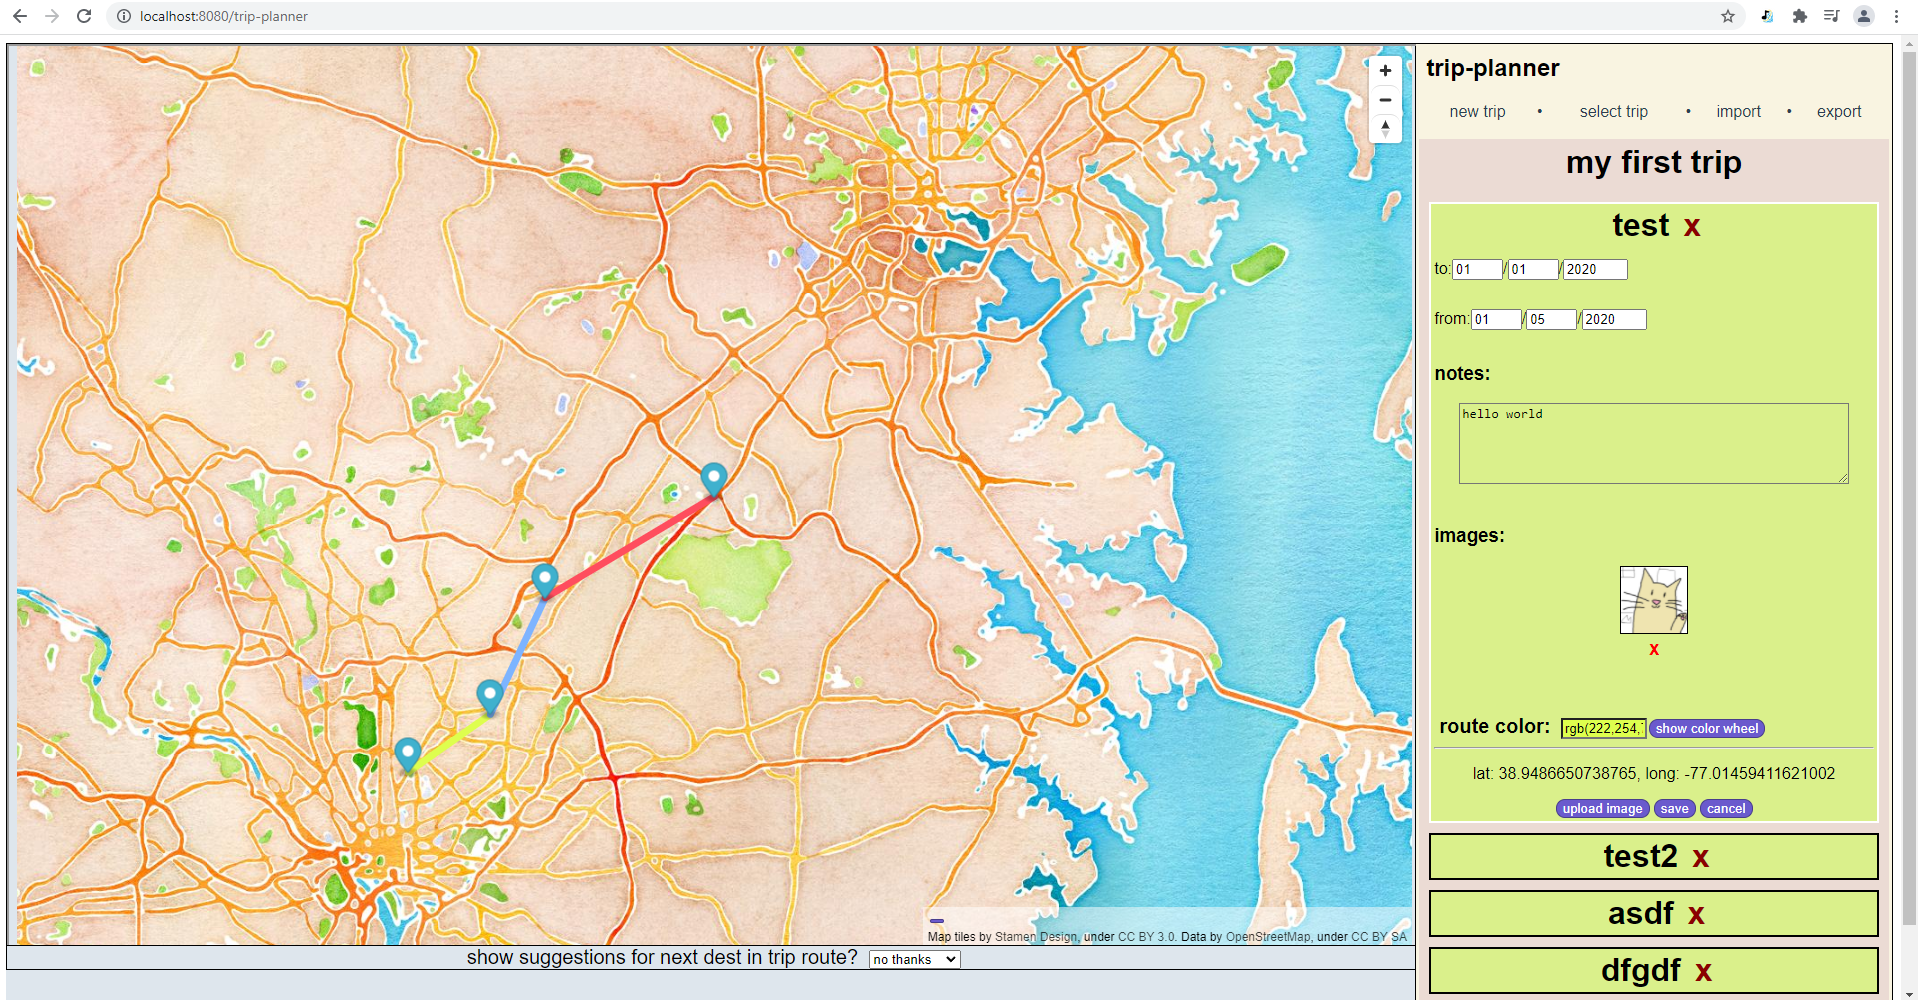 localhost:8080/trip-planner
trip-planner
new trip • select trip • import • export
my first trip
test x
to: 01 / 01 / 2020
from: 01 / 05 / 2020
notes:
hello world
images:
x
route color: rgb(222,254, show color wheel
lat: 38.9486650738765, long: -77.01459411621002
upload image save cancel
test2 x
asdf x
dfgdf x
Map tiles by Stamen Design, under CC BY 3.0. Data by OpenStreetMap, under CC BY SA
show suggestions for next dest in trip route? no thanks